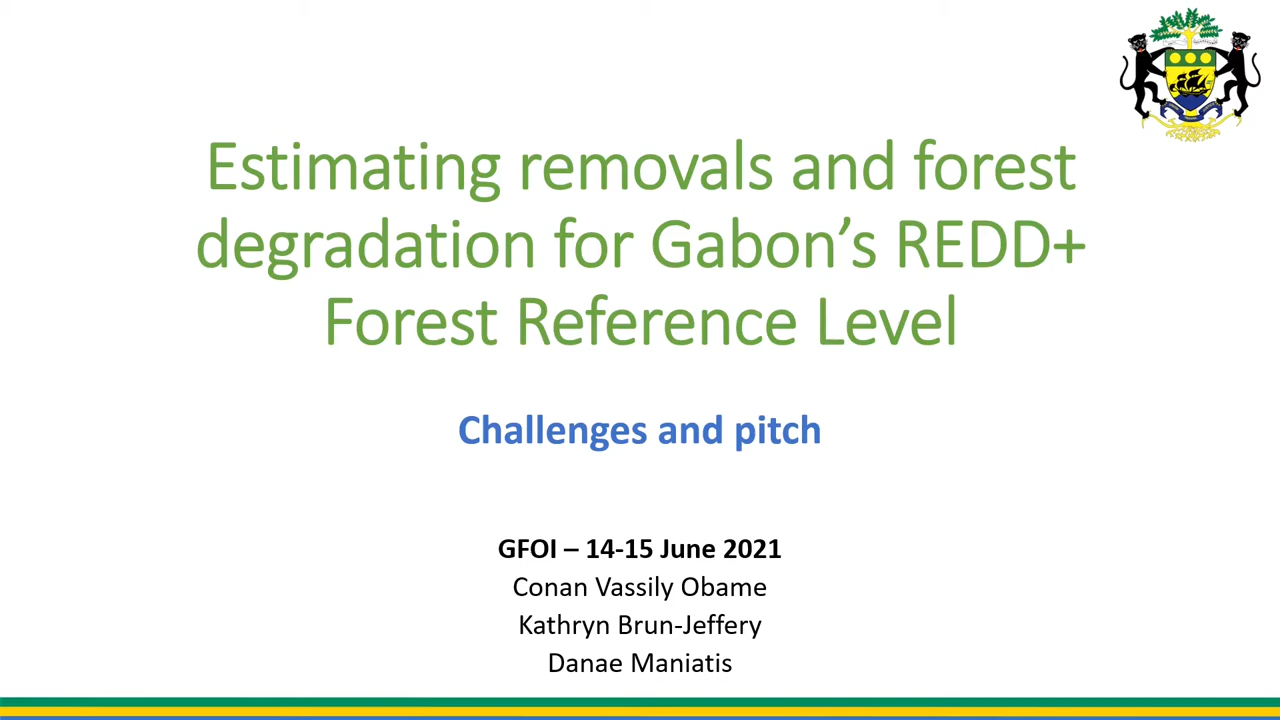 Estimating removals and forest
degradation for Gabon’s REDD+
Forest Reference Level
Challenges and pitch
GFOI – 14-15 June 2021
Conan Vassily Obame
Kathryn Brun-Jeffery
Danae Maniatis